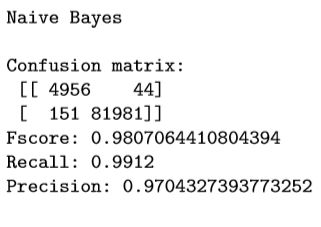 Naive Bayes
Confusion matrix:
[[ 4956 44]
[ 151 81981]]
Fscore: 0.9807064410804394
Recall: 0.9912
Precision: 0.9704327393773252